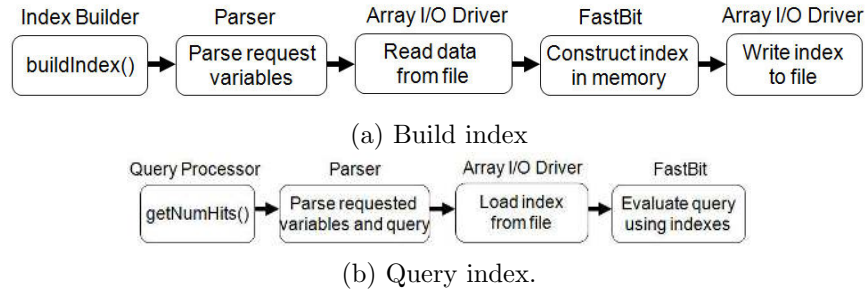 Index Builder Parser Array I/O Driver FastBit Array I/O Driver
buildIndex() Parse request variables Read data from file Construct index in memory Write index to file
(a) Build index
Query Processor Parser Array I/O Driver FastBit
getNumHits() Parse requested variables and query Load index from file Evaluate query using indexes
(b) Query index.